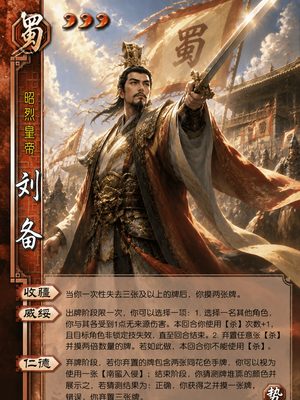 蜀
昭烈皇帝
刘备
蜀
收疆
当你一次性失去三张及以上的牌后,你摸两张牌。
威绥
出牌阶段限一次,你可以选择一项:1. 选择一名其他角色,
你与其各受到1点无来源伤害。本回合你使用【杀】次数+1,
且目标角色非锁定技失效,直至回合结束。2. 弃置任意张【杀】
并摸两倍数量的牌。若如此做,本回合你不能使用【杀】。
仁德
弃牌阶段,若你弃置的牌包含两张同花色手牌,你可以视为
使用一张【南蛮入侵】;结束阶段,你猜测牌堆顶的颜色并
展示之,若猜测结果为:正确,你获得之并摸一张牌,
错误,你弃置三张牌。
势